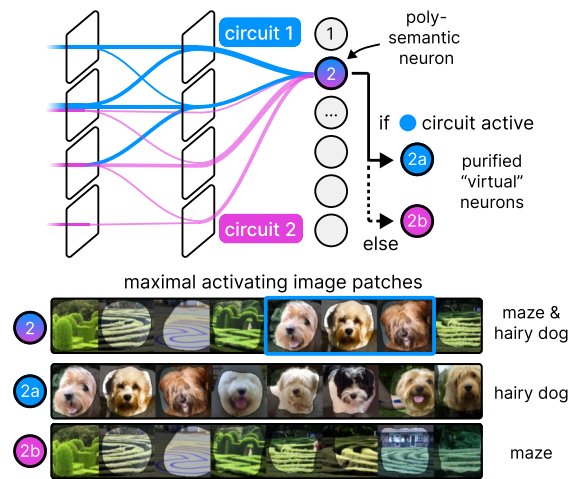 circuit 1
1
poly-
semantic
neuron
2
...
if circuit active
2a
purified
“virtual”
neurons
2b
else
circuit 2
maximal activating image patches
2
maze &
hairy dog
2a
hairy dog
2b
maze